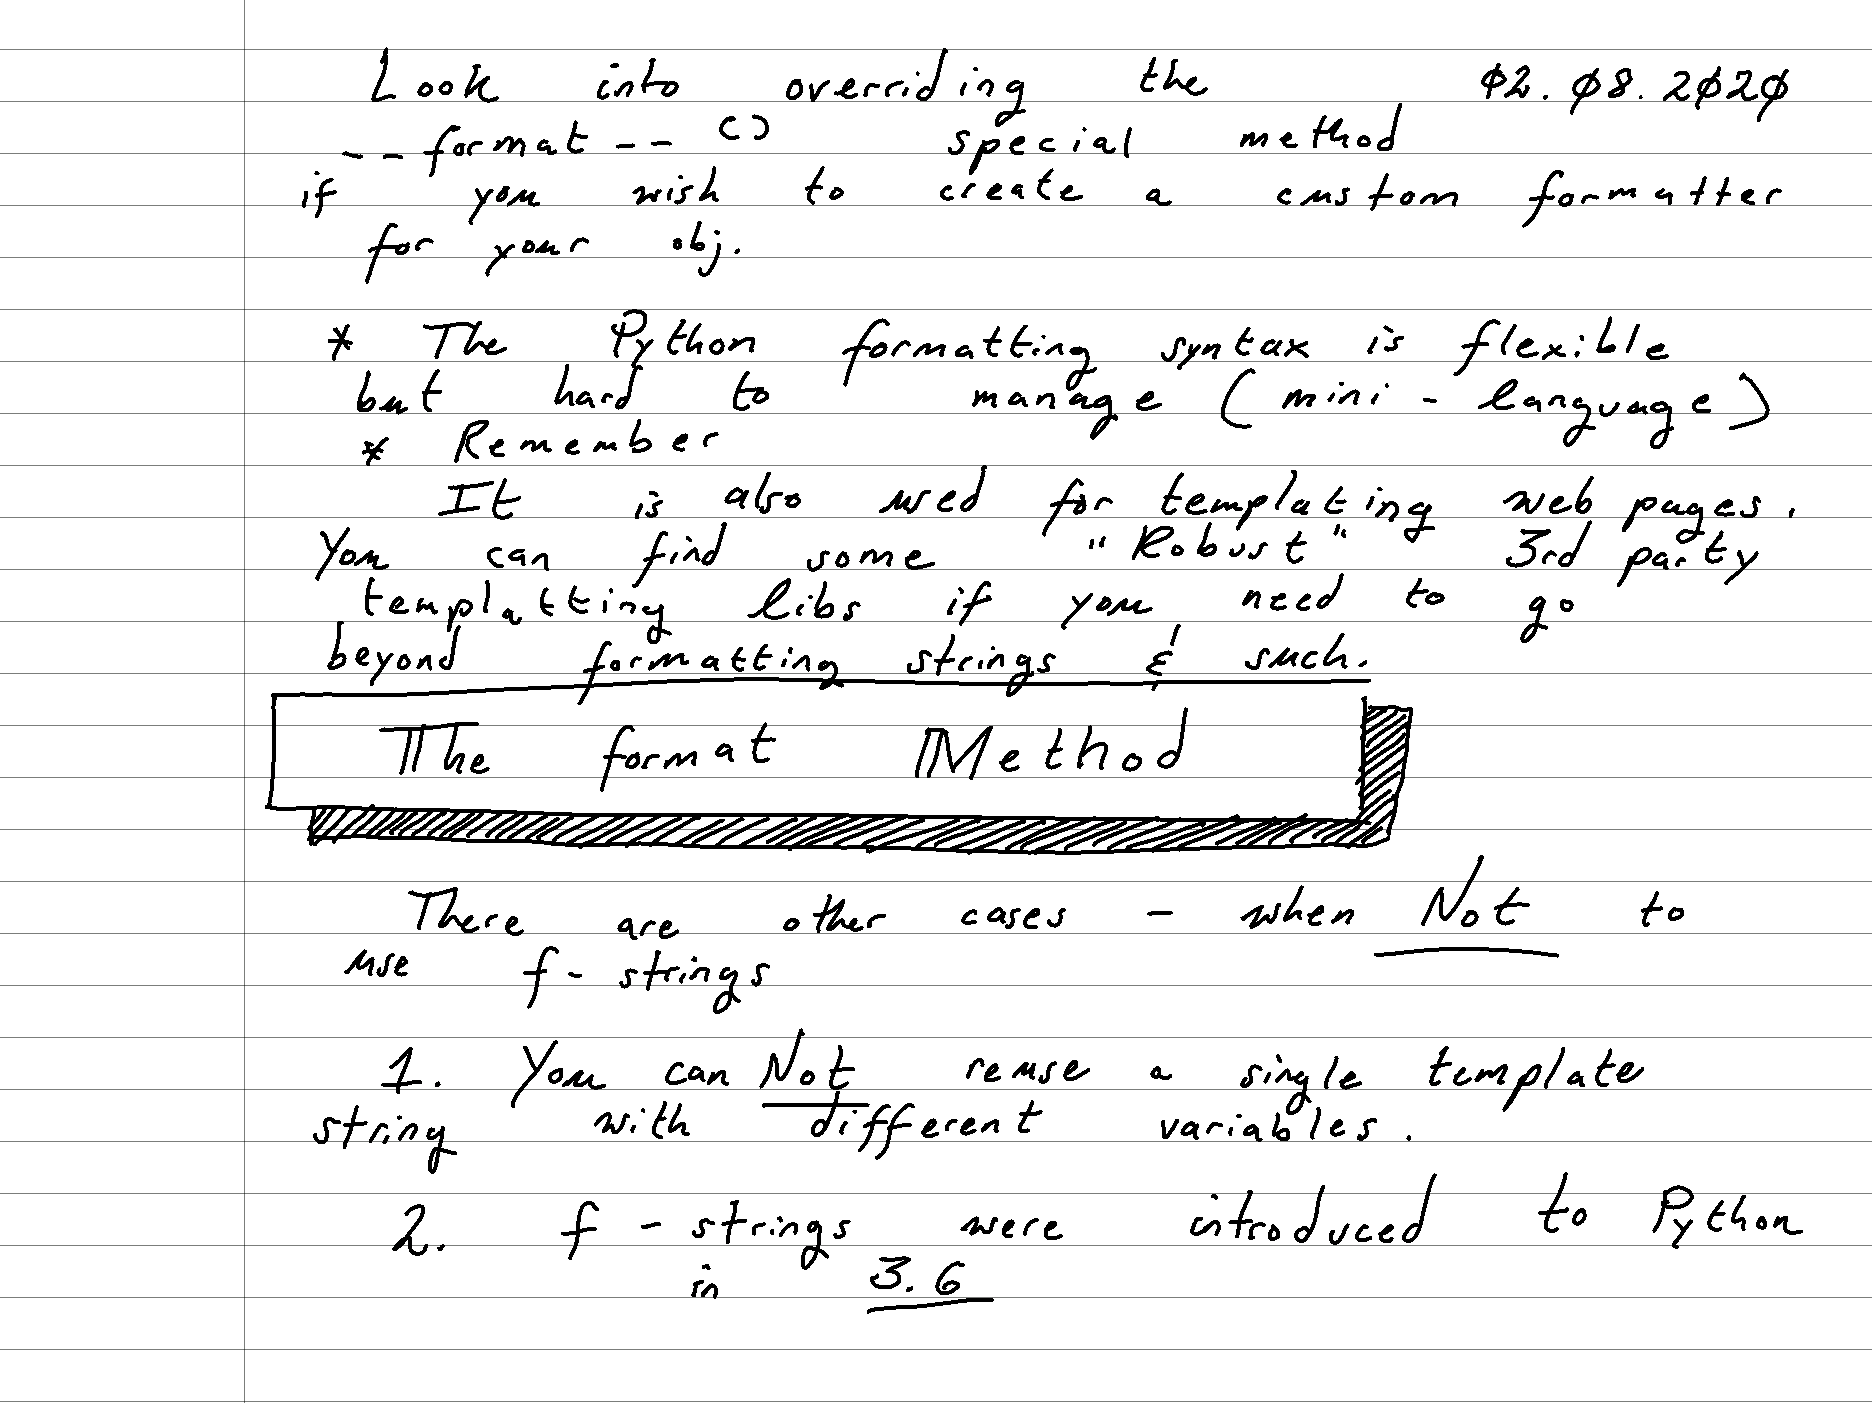 Look into overriding the 02.08.2020
__format__() special method
if you wish to create a custom formatter
for your obj.
* The Python formatting syntax is flexible
but hard to manage (mini - language)
* Remember
It is also used for templating web pages.
You can find some "Robust" 3rd party
templatting libs if you need to go
beyond formatting strings & such.
The format Method
There are other cases - when Not to
use f - strings
1. You can Not reuse a single template
string with different variables.
2. f - strings were introduced to Python
in 3.6